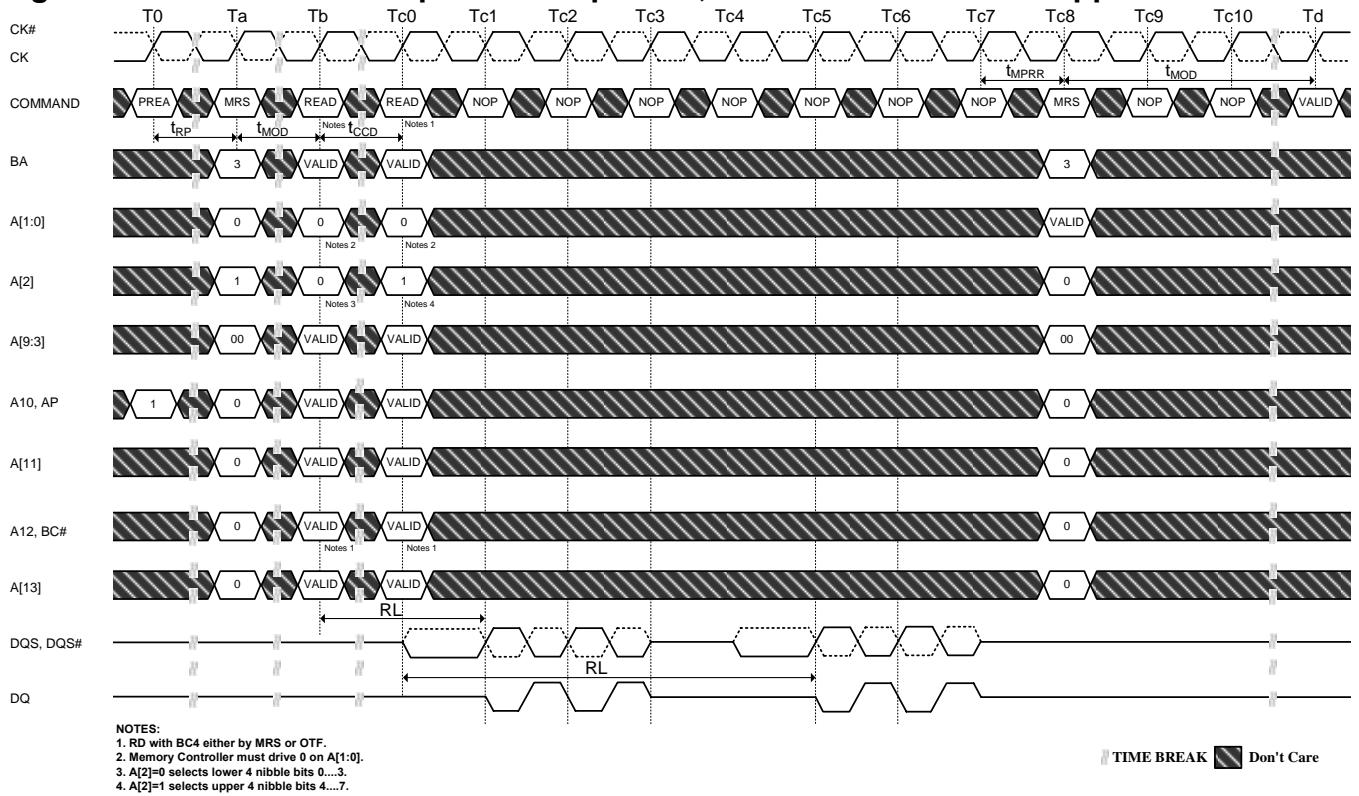 T0 Ta Tb Tc0 Tc1 Tc2 Tc3 Tc4 Tc5 Tc6 Tc7 Tc8 Tc9 Tc10 Td
CK#
CK
tMPRR tMOD
COMMAND PREA MRS READ READ NOP NOP NOP NOP NOP NOP NOP MRS NOP NOP VALID
Notes 1 Notes 1
tRP tMOD tCCD
BA 3 VALID VALID 3
A[1:0] 0 0 0 VALID
Notes 2 Notes 2
A[2] 1 0 1 0
Notes 3 Notes 4
A[9:3] 00 VALID VALID 00
A10, AP 1 0 VALID VALID 0
A[11] 0 VALID VALID 0
A12, BC# 0 VALID VALID 0
Notes 1 Notes 1
A[13] 0 VALID VALID 0
RL
DQS, DQS#
RL
DQ
NOTES:
1. RD with BC4 either by MRS or OTF.
2. Memory Controller must drive 0 on A[1:0].
3. A[2]=0 selects lower 4 nibble bits 0....3.
4. A[2]=1 selects upper 4 nibble bits 4....7.
TIME BREAK Don't Care